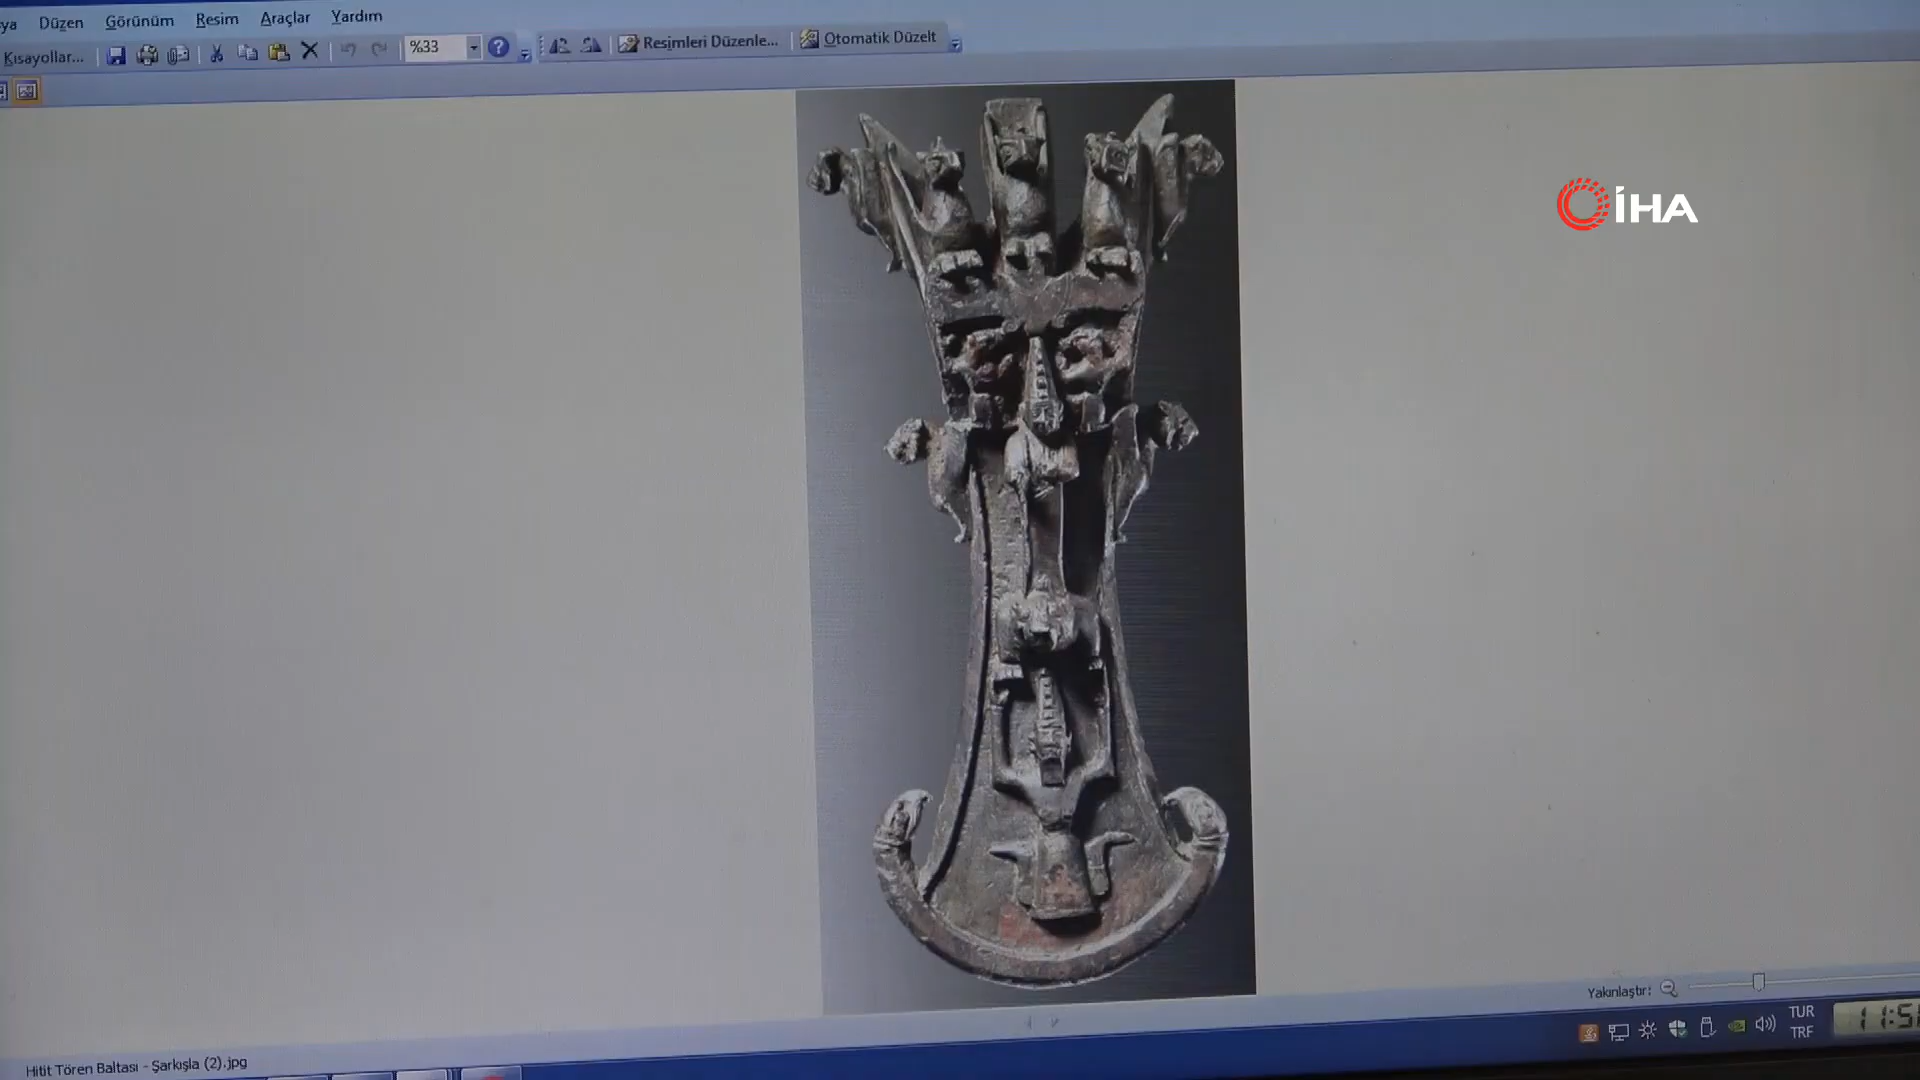 Düzen Görünüm Resim Araçlar Yardım
Kısayollar... %33 Resimleri Düzenle... Otomatik Düzelt
İHA
Yakınlaştır:
TUR
TRF
Hitit Tören Baltası - Şarkışla (2).jpg